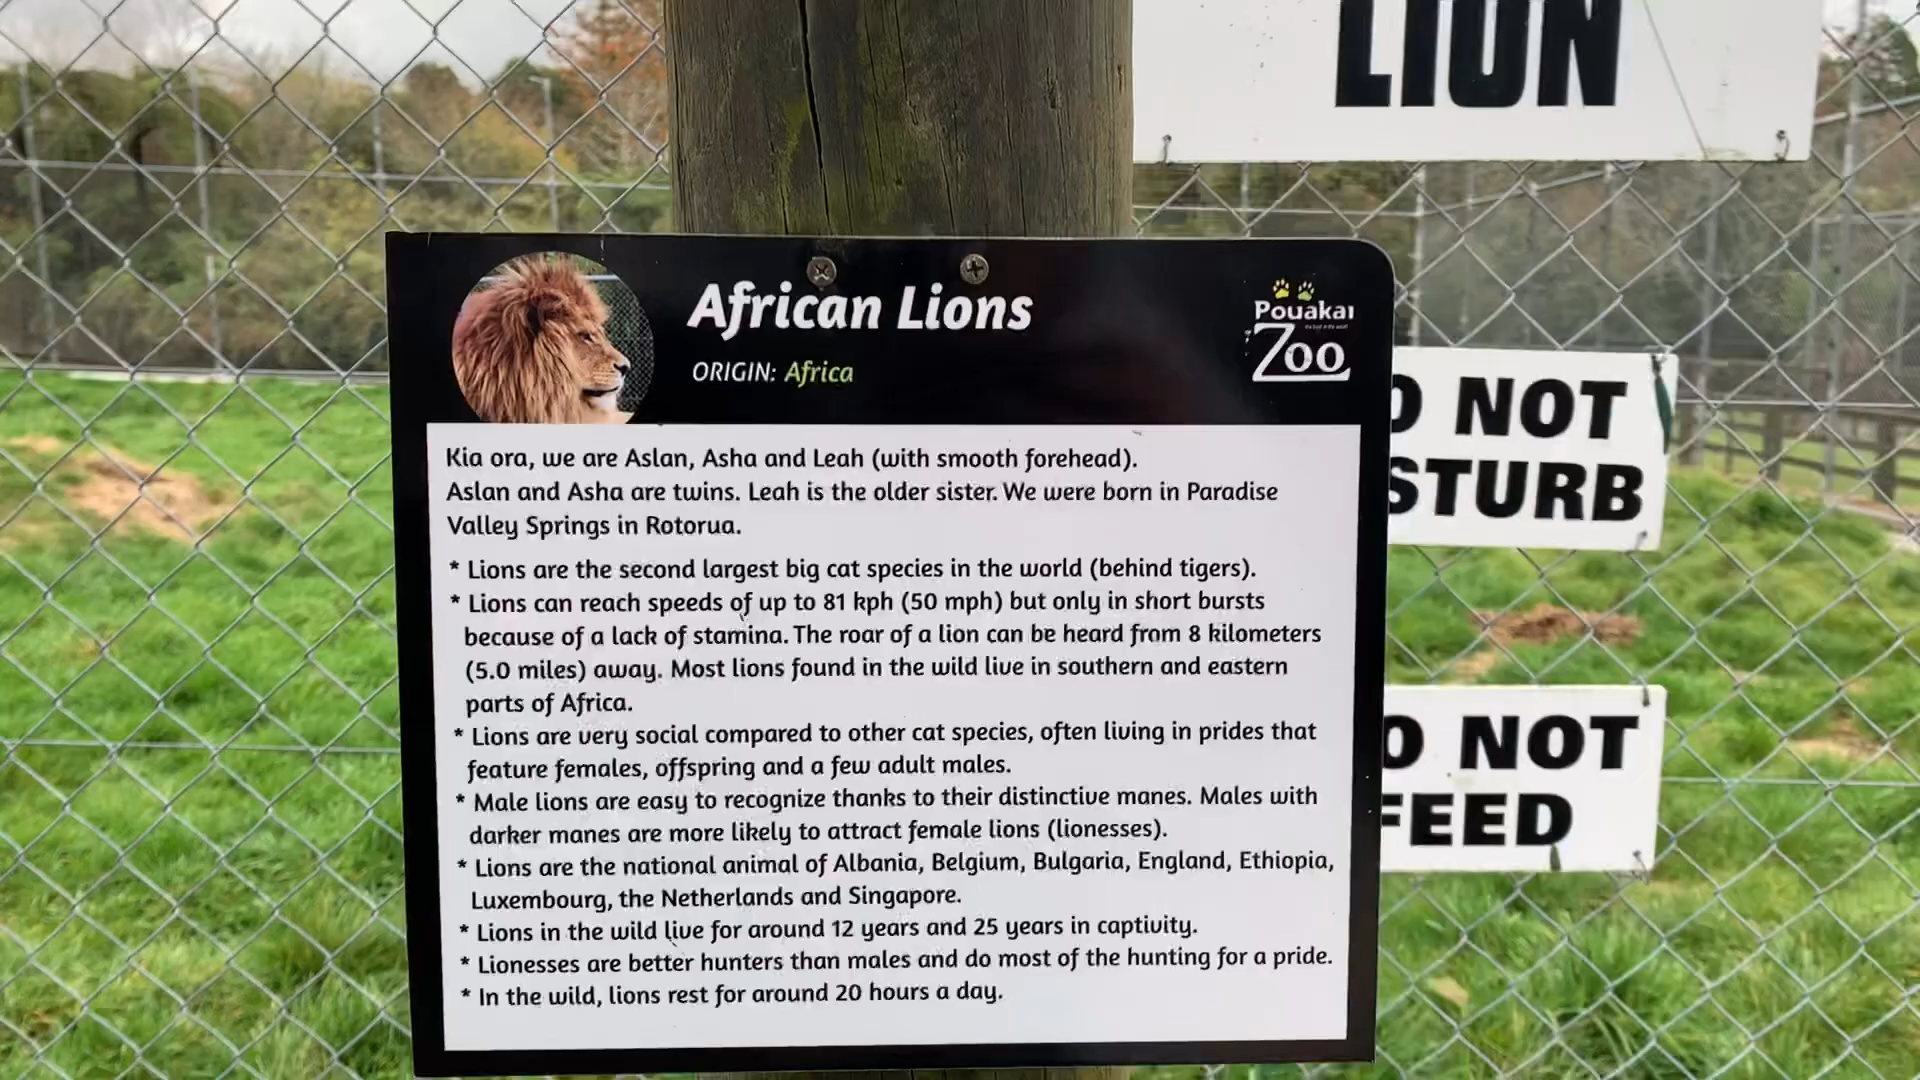 LION
African Lions
ORIGIN: Africa
Pouakai
Zoo
Kia ora, we are Aslan, Asha and Leah (with smooth forehead).
Aslan and Asha are twins. Leah is the older sister. We were born in Paradise
Valley Springs in Rotorua.
* Lions are the second largest big cat species in the world (behind tigers).
* Lions can reach speeds of up to 81 kph (50 mph) but only in short bursts
because of a lack of stamina. The roar of a lion can be heard from 8 kilometers
(5.0 miles) away. Most lions found in the wild live in southern and eastern
parts of Africa.
* Lions are very social compared to other cat species, often living in prides that
feature females, offspring and a few adult males.
* Male lions are easy to recognize thanks to their distinctive manes. Males with
darker manes are more likely to attract female lions (lionesses).
* Lions are the national animal of Albania, Belgium, Bulgaria, England, Ethiopia,
Luxembourg, the Netherlands and Singapore.
* Lions in the wild live for around 12 years and 25 years in captivity.
* Lionesses are better hunters than males and do most of the hunting for a pride.
* In the wild, lions rest for around 20 hours a day.
O NOT
STURB
O NOT
FEED